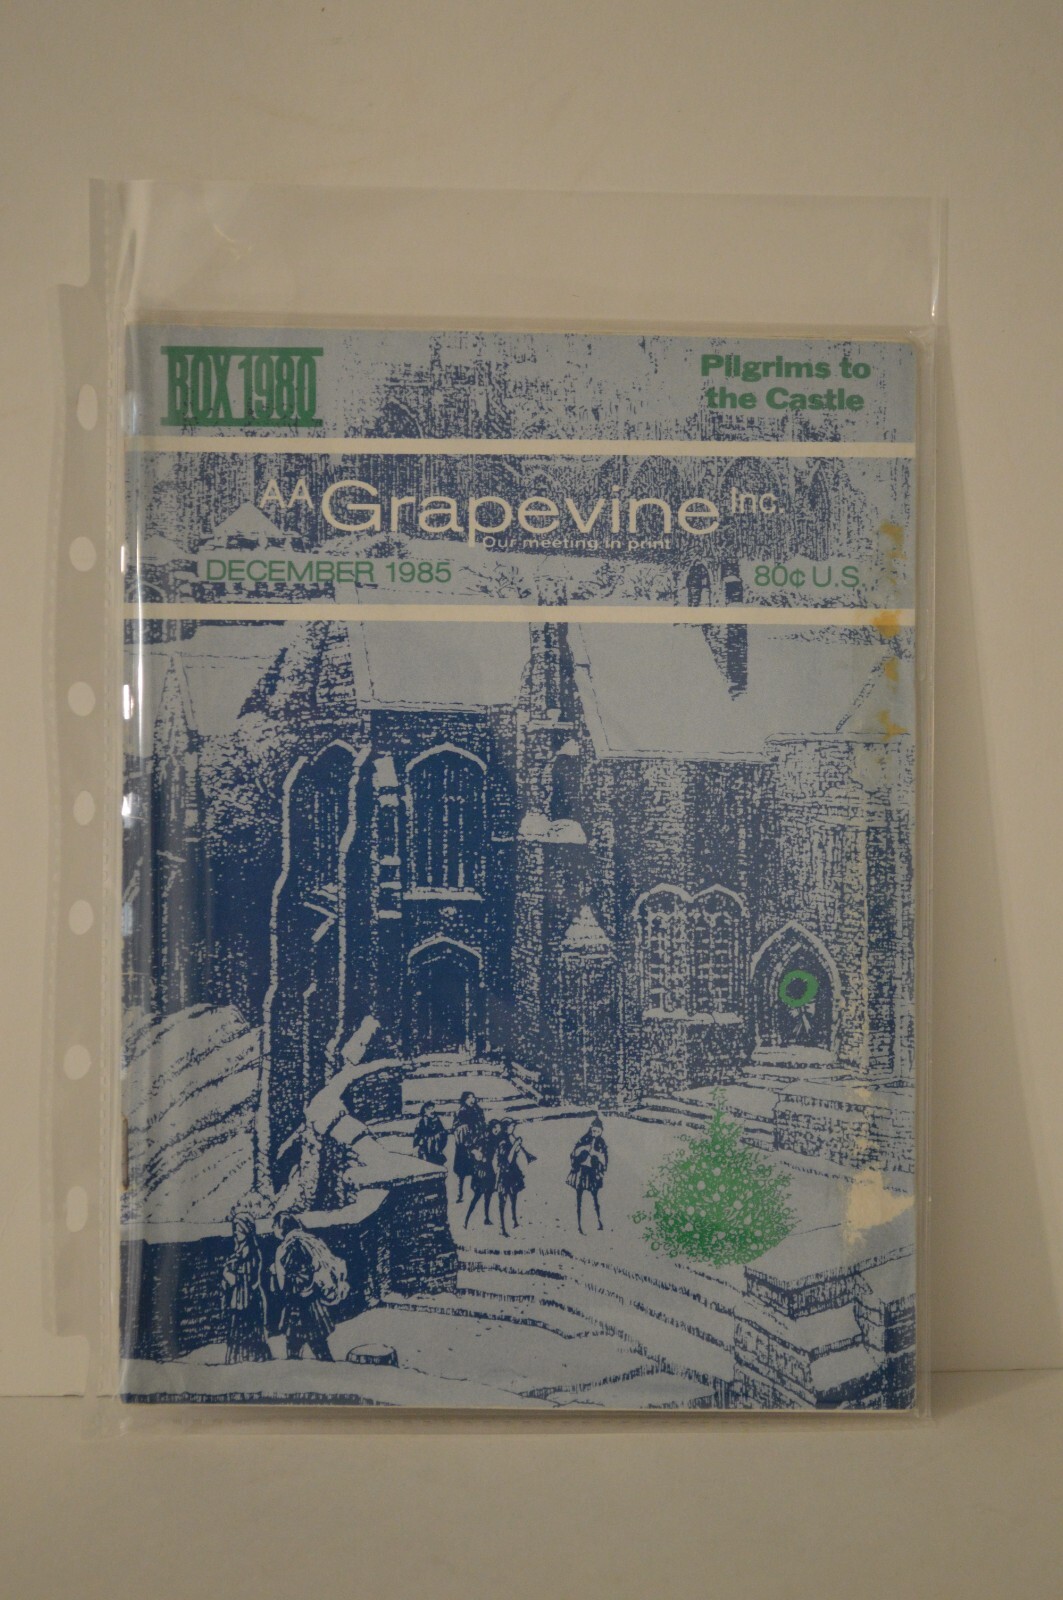 BOX 1980
Pilgrims to
the Castle
AA Grapevine Inc.
Our meeting in print
DECEMBER 1985
80¢ U.S.